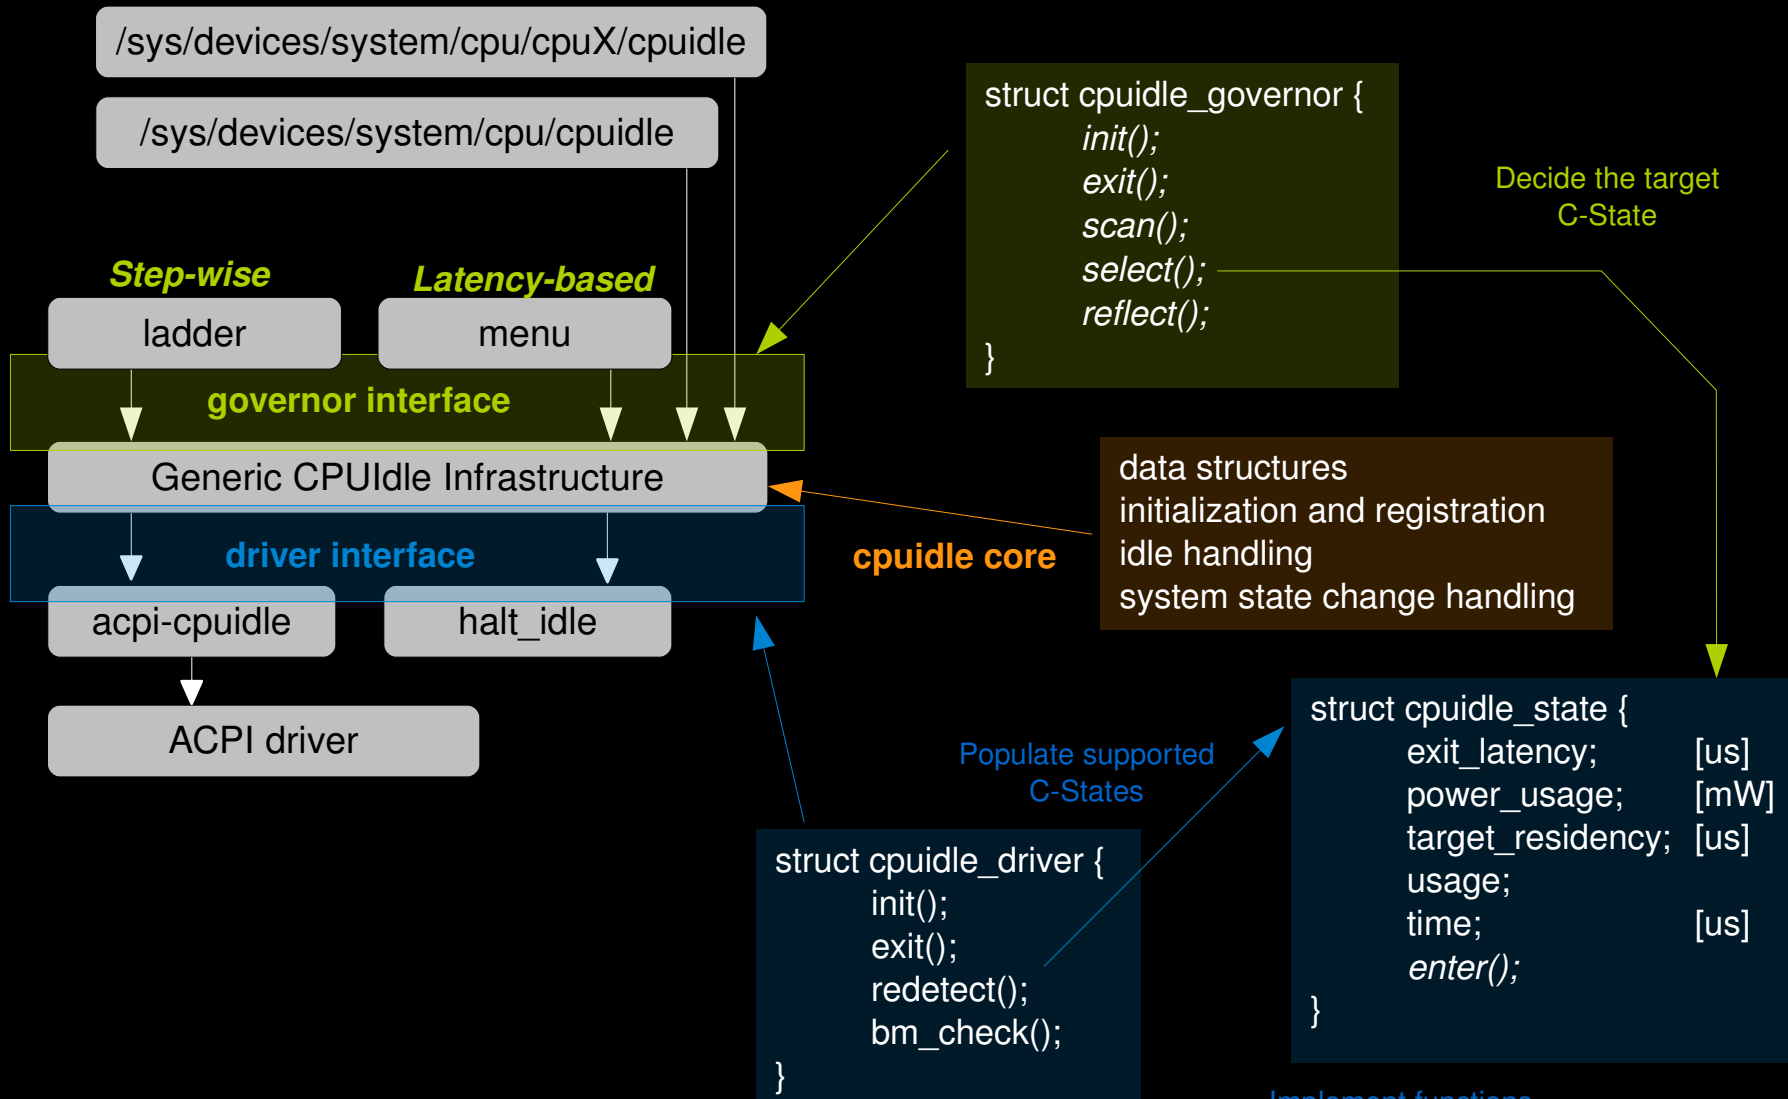 /sys/devices/system/cpu/cpuX/cpuidle
/sys/devices/system/cpu/cpuidle
Step-wise
Latency-based
ladder
menu
governor interface
Generic CPUIdle Infrastructure
driver interface
acpi-cpuidle
halt_idle
ACPI driver
struct cpuidle_governor {
init();
exit();
scan();
select();
reflect();
}
Decide the target
C-State
cpuidle core
data structures
initialization and registration
idle handling
system state change handling
Populate supported
C-States
struct cpuidle_driver {
init();
exit();
redetect();
bm_check();
}
struct cpuidle_state {
exit_latency; [us]
power_usage; [mW]
target_residency; [us]
usage;
time; [us]
enter();
}
Implement functions